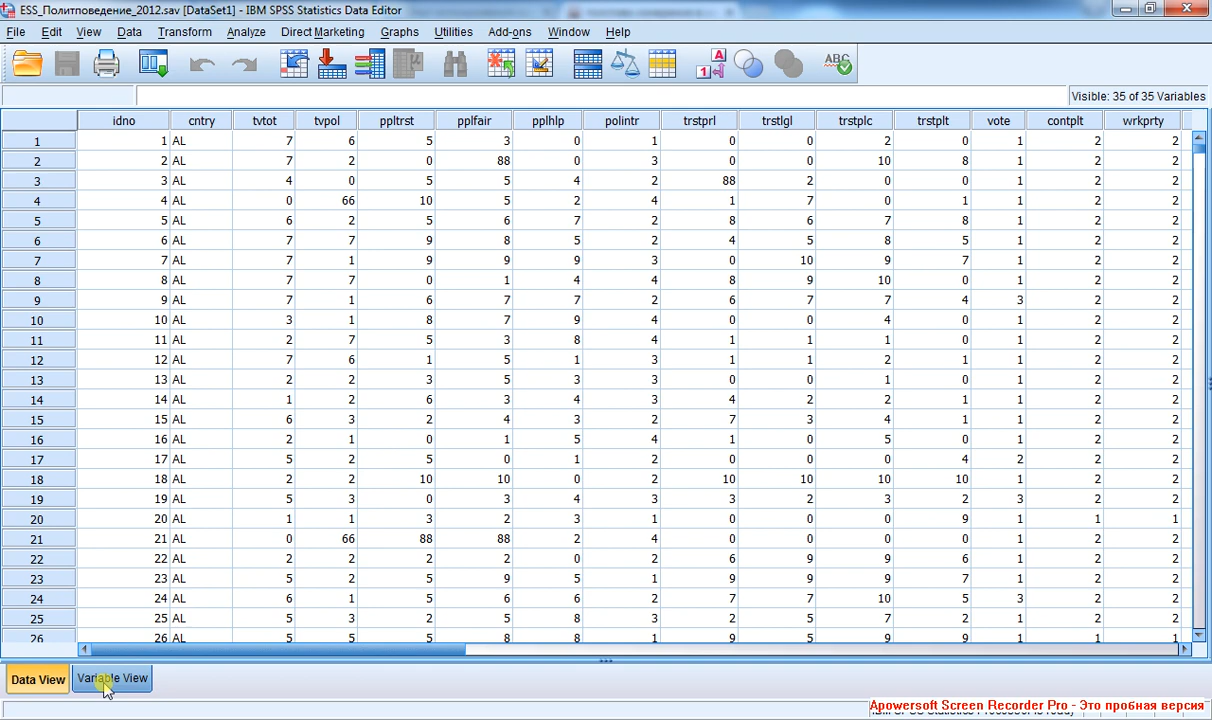 ESS_Политповедение_2012.sav [DataSet1] - IBM SPSS Statistics Data Editor
File Edit View Data Transform Analyze Direct Marketing Graphs Utilities Add-ons Window Help
Visible: 35 of 35 Variables
idno cntry tvtot tvpol ppltrst pplfair pplhlp polintr trstprl trstlgl trstplc trstplt vote contplt wrkprty
1 1 AL 7 6 5 3 0 1 0 0 2 0 1 2 2
2 2 AL 7 2 0 88 0 3 0 0 10 8 1 2 2
3 3 AL 4 0 5 5 4 2 88 2 0 0 1 2 2
4 4 AL 0 66 10 5 2 4 1 7 0 1 1 2 2
5 5 AL 6 2 5 6 7 2 8 6 7 8 1 2 2
6 6 AL 7 7 9 8 5 2 4 5 8 5 1 2 2
7 7 AL 7 1 9 9 9 3 0 10 9 7 1 2 2
8 8 AL 7 7 0 1 4 4 8 9 10 0 1 2 2
9 9 AL 7 1 6 7 7 2 6 7 7 4 3 2 2
10 10 AL 3 1 8 7 9 4 0 0 4 0 1 2 2
11 11 AL 2 7 5 3 8 4 1 1 1 0 1 2 2
12 12 AL 7 6 1 5 1 3 1 1 2 1 1 2 2
13 13 AL 2 2 3 5 3 3 0 0 1 0 1 2 2
14 14 AL 1 2 6 3 4 3 4 2 2 1 1 2 2
15 15 AL 6 3 2 4 3 2 7 3 4 1 1 2 2
16 16 AL 2 1 0 1 5 4 1 0 5 0 1 2 2
17 17 AL 5 2 5 0 1 2 0 0 0 4 2 2 2
18 18 AL 2 2 10 10 0 2 10 10 10 10 1 2 2
19 19 AL 5 3 0 3 4 3 3 2 3 2 3 2 2
20 20 AL 1 1 3 2 3 1 0 0 0 9 1 1 1
21 21 AL 0 66 88 88 2 4 0 0 0 0 1 2 2
22 22 AL 2 2 2 2 0 2 6 9 9 6 1 2 2
23 23 AL 5 2 5 9 5 1 9 9 9 7 1 2 2
24 24 AL 6 1 5 6 6 2 7 7 10 5 3 2 2
25 25 AL 5 3 2 5 8 3 2 5 7 2 1 2 2
26 26 AL 5 5 5 8 8 1 9 5 9 9 1 1 1
Data View Variable View
Apowersoft Screen Recorder Pro - Это пробная версия